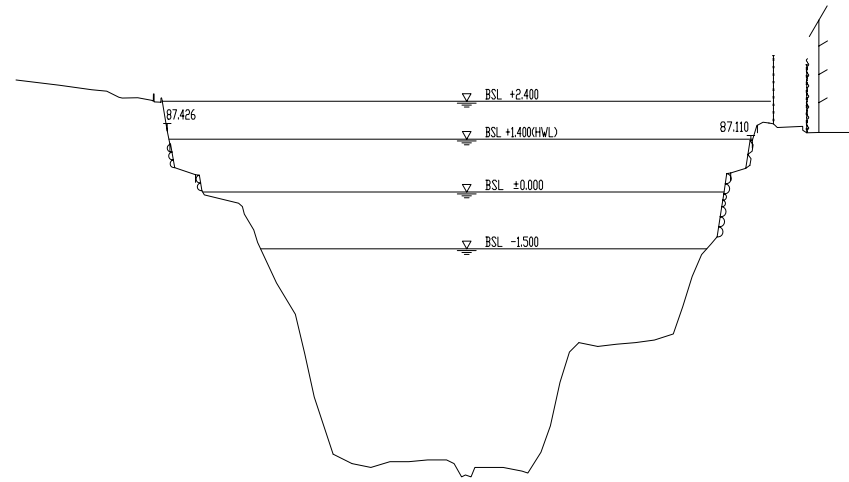 BSL +2.400
87.426
87.110
BSL +1.400(HWL)
BSL ±0.000
BSL -1.500